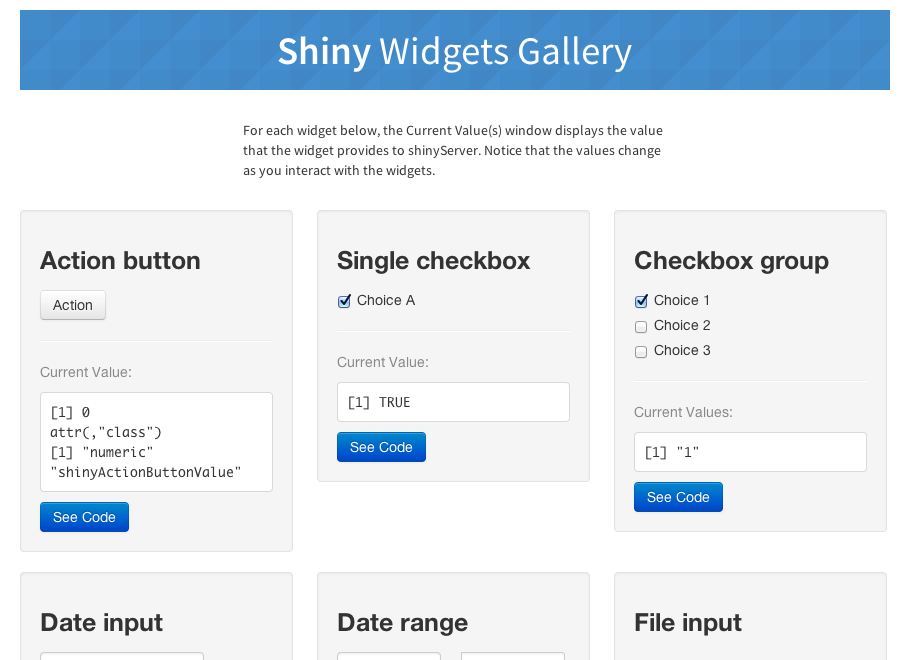 Shiny Widgets Gallery
For each widget below, the Current Value(s) window displays the value
that the widget provides to shinyServer. Notice that the values change
as you interact with the widgets.
Action button
Action
Current Value:
[1] 0
attr(,"class")
[1] "numeric"
"shinyActionButtonValue"
See Code
Single checkbox
Choice A
Current Value:
[1] TRUE
See Code
Checkbox group
Choice 1
Choice 2
Choice 3
Current Values:
[1] "1"
See Code
Date input
Date range
File input